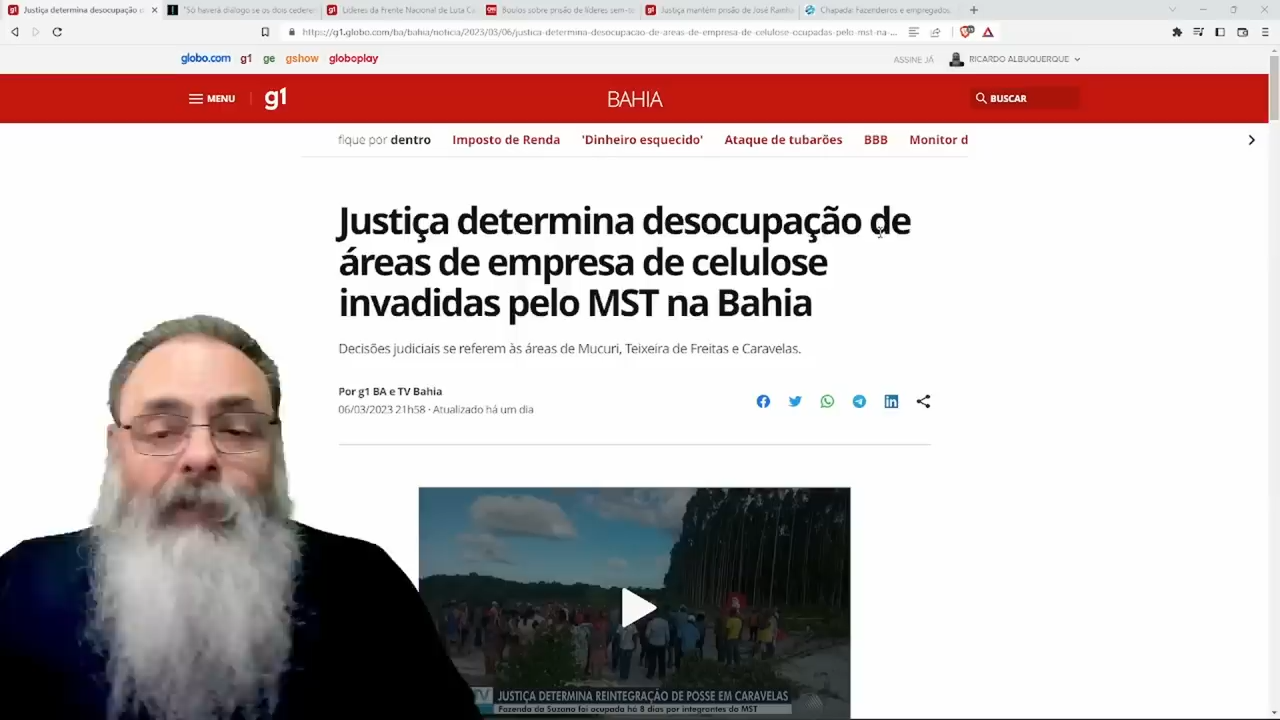 Justiça determina desocupação d
"Só haverá diálogo se os dois cederem
Líderes da Frente Nacional de Luta Ca
Boulos sobre prisão de líderes sem-te
Justiça mantém prisão de José Rainha
Chapada: Fazendeiros e empregados
https://g1.globo.com/ba/bahia/noticia/2023/03/06/justica-determina-desocupacao-de-areas-de-empresa-de-celulose-ocupadas-pelo-mst-na-...
globo.com g1 ge gshow globoplay
ASSINE JÁ RICARDO ALBUQUERQUE
MENU g1 BAHIA BUSCAR
fique por dentro Imposto de Renda 'Dinheiro esquecido' Ataque de tubarões BBB Monitor d
Justiça determina desocupação de
áreas de empresa de celulose
invadidas pelo MST na Bahia
Decisões judiciais se referem às áreas de Mucuri, Teixeira de Freitas e Caravelas.
Por g1 BA e TV Bahia
06/03/2023 21h58 · Atualizado há um dia
TV JUSTIÇA DETERMINA REINTEGRAÇÃO DE POSSE EM CARAVELAS
Fazenda da Suzano foi ocupada há 8 dias por integrantes do MST